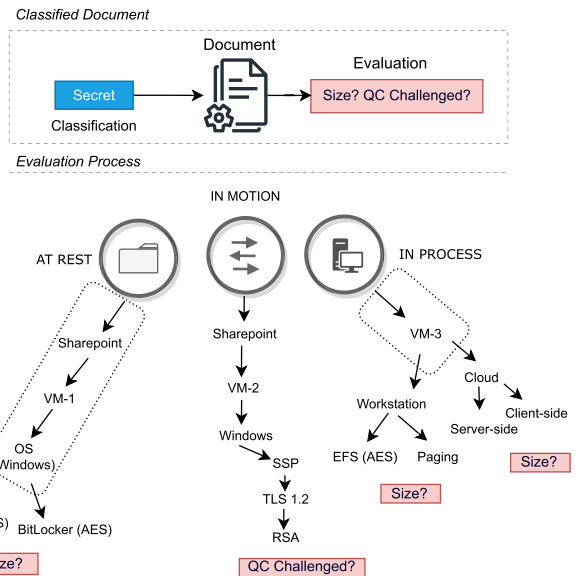 Classified Document
Document
Evaluation
Secret
Size? QC Challenged?
Classification
Evaluation Process
IN MOTION
AT REST
IN PROCESS
Sharepoint
Sharepoint
VM-3
VM-1
VM-2
Cloud
Workstation
Client-side
Windows
Server-side
OS
Windows)
SSP
EFS (AES)
Paging
Size?
TLS 1.2
Size?
S)
BitLocker (AES)
RSA
ze?
QC Challenged?